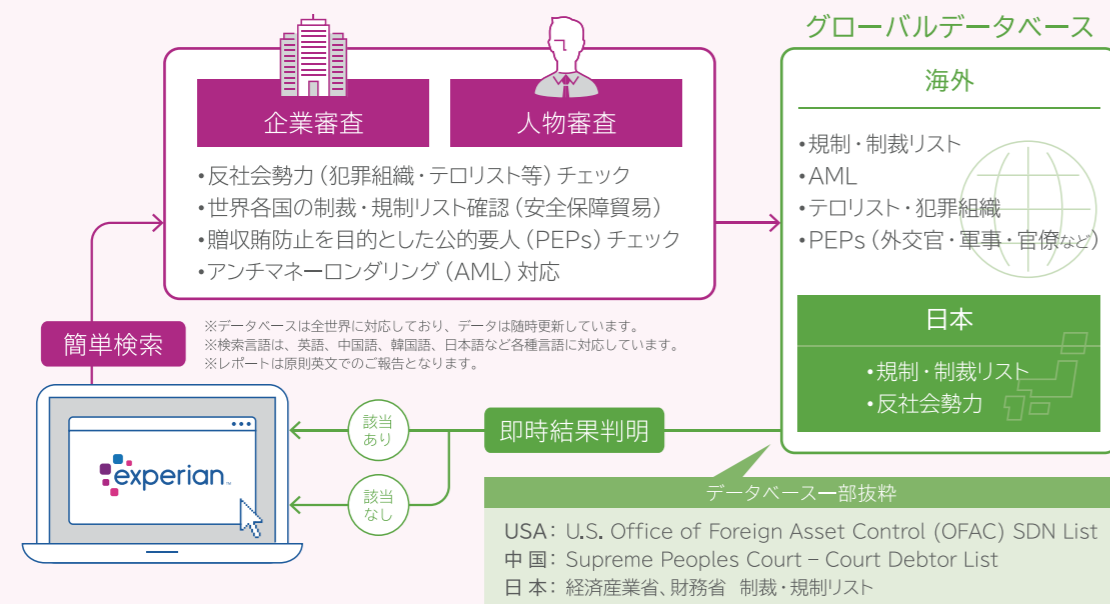 グローバルデータベース
企業審査
人物審査
・反社会勢力（犯罪組織・テロリスト等）チェック
・世界各国の制裁・規制リスト確認（安全保障貿易）
・贈収賄防止を目的とした公的要人（PEPs）チェック
・アンチマネーロンダリング（AML）対応
海外
・規制・制裁リスト
・AML
・テロリスト・犯罪組織
・PEPs（外交官・軍事・官僚など）
日本
・規制・制裁リスト
・反社会勢力
簡単検索
※データベースは全世界に対応しており、データは随時更新しています。
※検索言語は、英語、中国語、韓国語、日本語など各種言語に対応しています。
※レポートは原則英文でのご報告となります。
experian™
該当
あり
該当
なし
即時結果判明
データベース一部抜粋
USA： U.S. Office of Foreign Asset Control (OFAC) SDN List
中 国： Supreme Peoples Court – Court Debtor List
日 本： 経済産業省、財務省　制裁・規制リスト